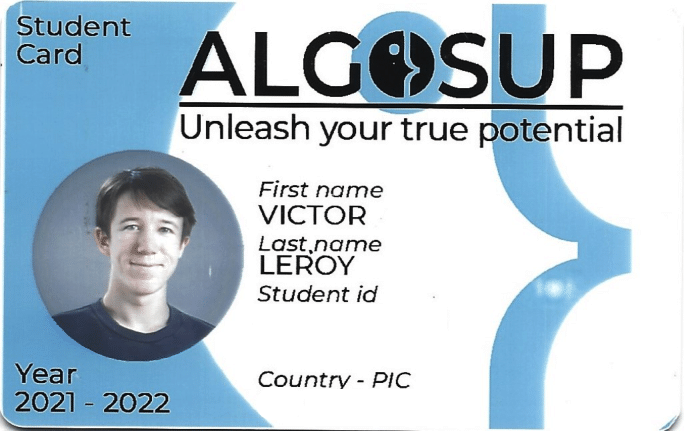 Student
Card
ALGOSUP
Unleash your true potential
First name
VICTOR
Last name
LEROY
Student id
Country - PIC
Year
2021 - 2022